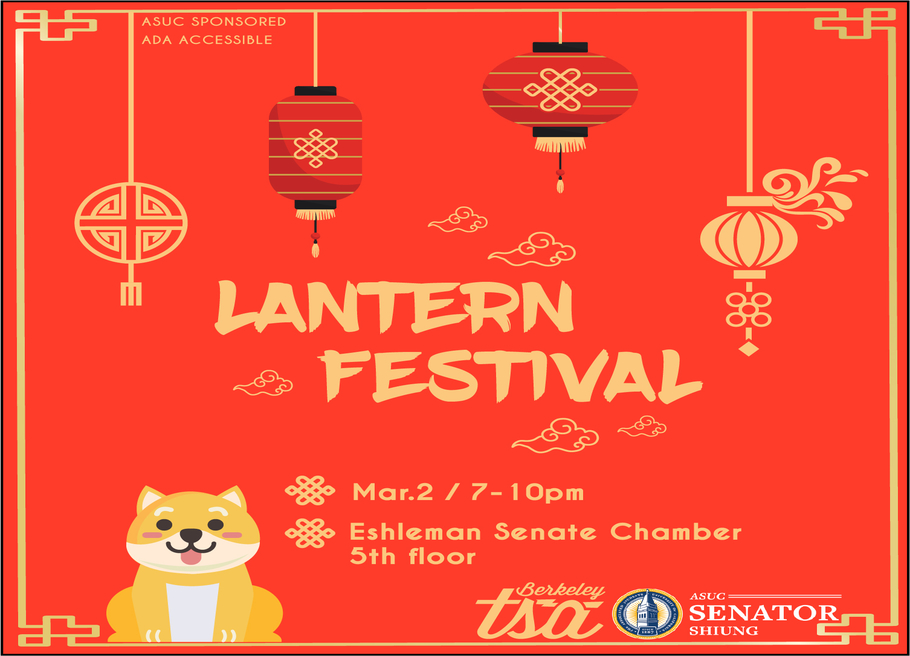 ASUC SPONSORED
ADA ACCESSIBLE
LANTERN
FESTIVAL
Mar.2 / 7-10pm
Eshleman Senate Chamber
5th floor
Berkeley
tsa
ASUC
SENATOR
SHIUNG